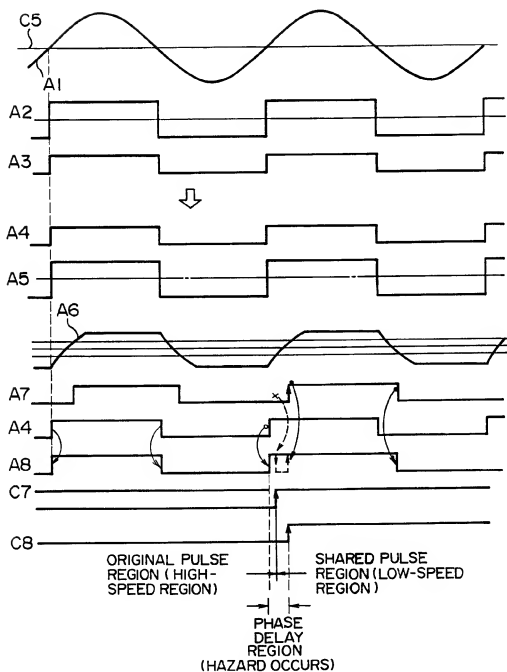 C5
A1
A2
A3
A4
A5
A6
A7
A4
A8
C7
C8
ORIGINAL PULSE
REGION (HIGH-
SPEED REGION)
SHARED PULSE
REGION (LOW-SPEED
REGION)
PHASE
DELAY
REGION
(HAZARD OCCURS)